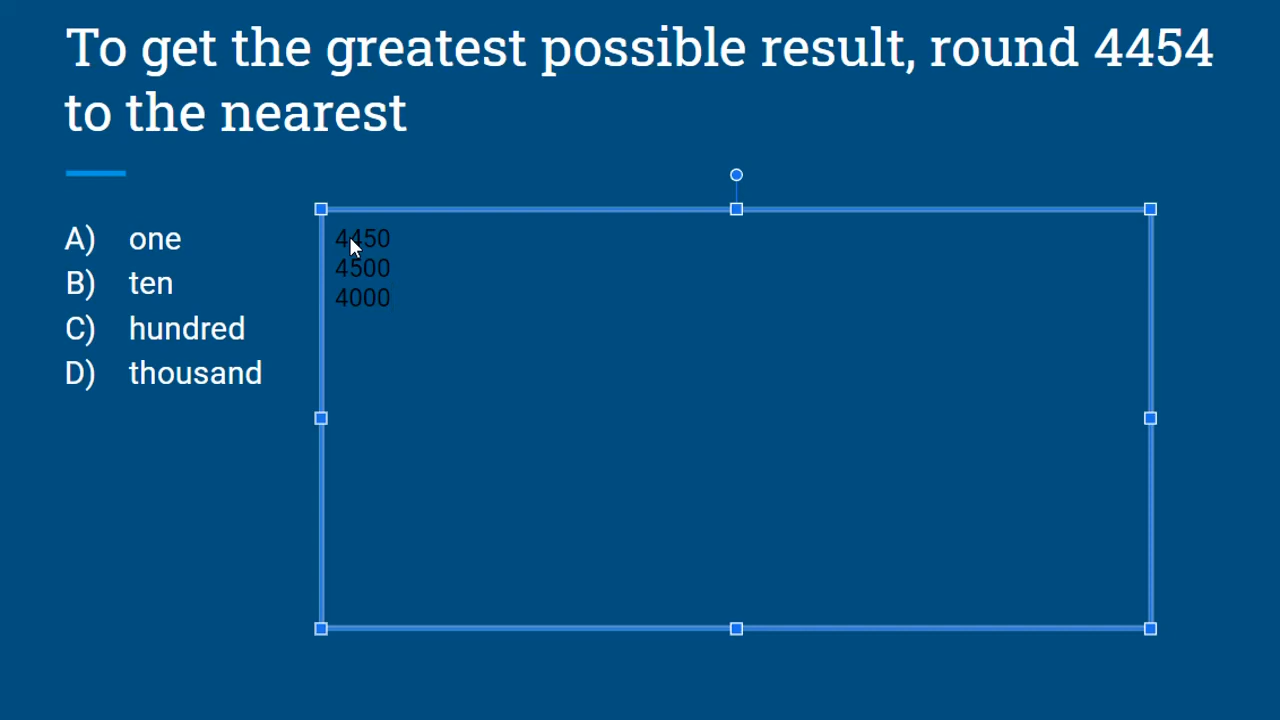 To get the greatest possible result, round 4454
to the nearest
A) one
B) ten
C) hundred
D) thousand
4450
4500
4000